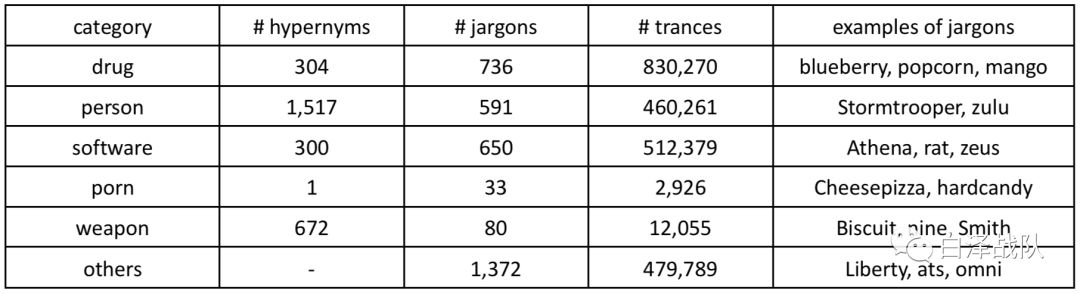 category # hypernyms # jargons # trances examples of jargons
drug 304 736 830,270 blueberry, popcorn, mango
person 1,517 591 460,261 Stormtrooper, zulu
software 300 650 512,379 Athena, rat, zeus
porn 1 33 2,926 Cheesepizza, hardcandy
weapon 672 80 12,055 Biscuit, nine, Smith
others - 1,372 479,789 Liberty, ats, omni
白泽战队